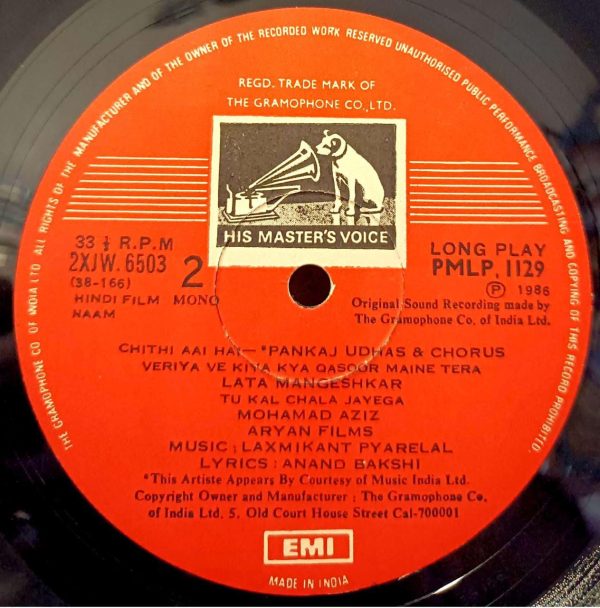 THE GRAMOPHONE CO OF INDIA LTD ALL RIGHTS OF THE MANUFACTURER AND OF THE OWNER OF THE RECORDED WORK RESERVED UNAUTHORISED PUBLIC PERFORMANCE BROADCASTING AND COPYING OF THIS RECORD PROHIBITED.
REGD. TRADE MARK OF
THE GRAMOPHONE CO., LTD.
HIS MASTER'S VOICE
33 ⅓ R.P.M
2XJW. 6503 2
(38-166)
HINDI FILM MONO
NAAM
LONG PLAY
PMLP. 1129
Ⓟ 1986
Original Sound Recording made by
The Gramophone Co. of India Ltd.
CHITHI AAI HAI— *PANKAJ UDHAS & CHORUS
VERIYA VE KIYA KYA QASOOR MAINE TERA
LATA MANGESHKAR
TU KAL CHALA JAYEGA
MOHAMAD AZIZ
ARYAN FILMS
MUSIC : LAXMIKANT PYARELAL
LYRICS : ANAND BAKSHI
*This Artiste Appears By Courtesy of Music India Ltd.
Copyright Owner and Manufacturer : The Gramophone Co.
of India Ltd. 5, Old Court House Street Cal-700001
EMI
MADE IN INDIA